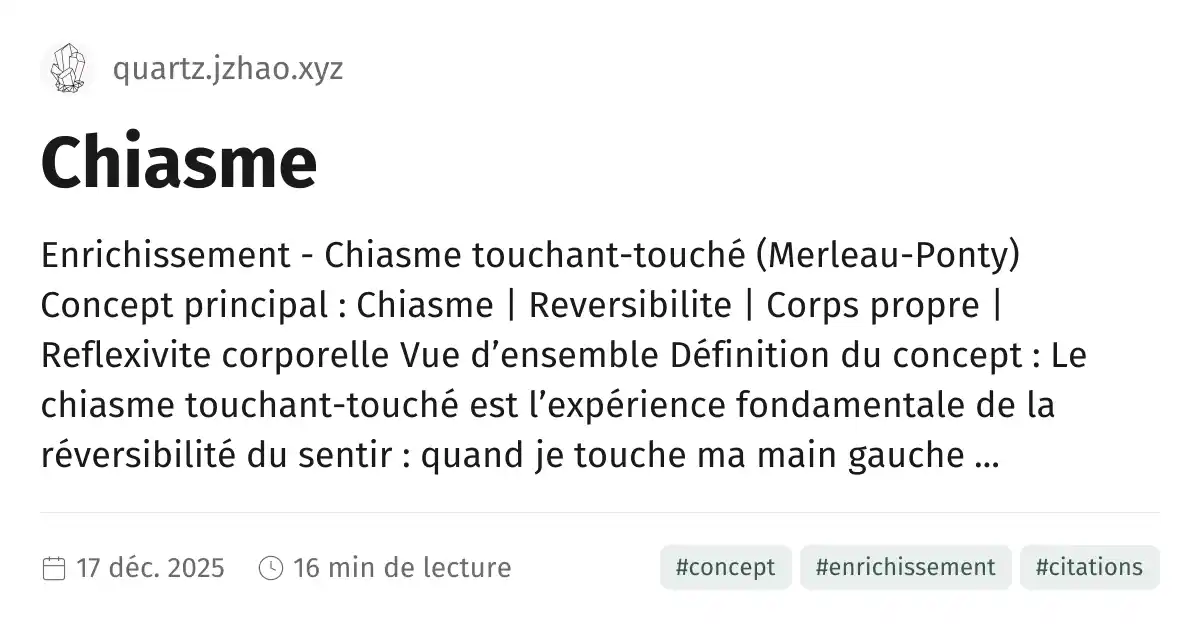 quartz.jzhao.xyz
Chiasme
Enrichissement - Chiasme touchant-touché (Merleau-Ponty)
Concept principal : Chiasme | Reversibilite | Corps propre |
Reflexivite corporelle Vue d’ensemble Définition du concept : Le
chiasme touchant-touché est l’expérience fondamentale de la
réversibilité du sentir : quand je touche ma main gauche ...
17 déc. 2025 16 min de lecture #concept #enrichissement #citations